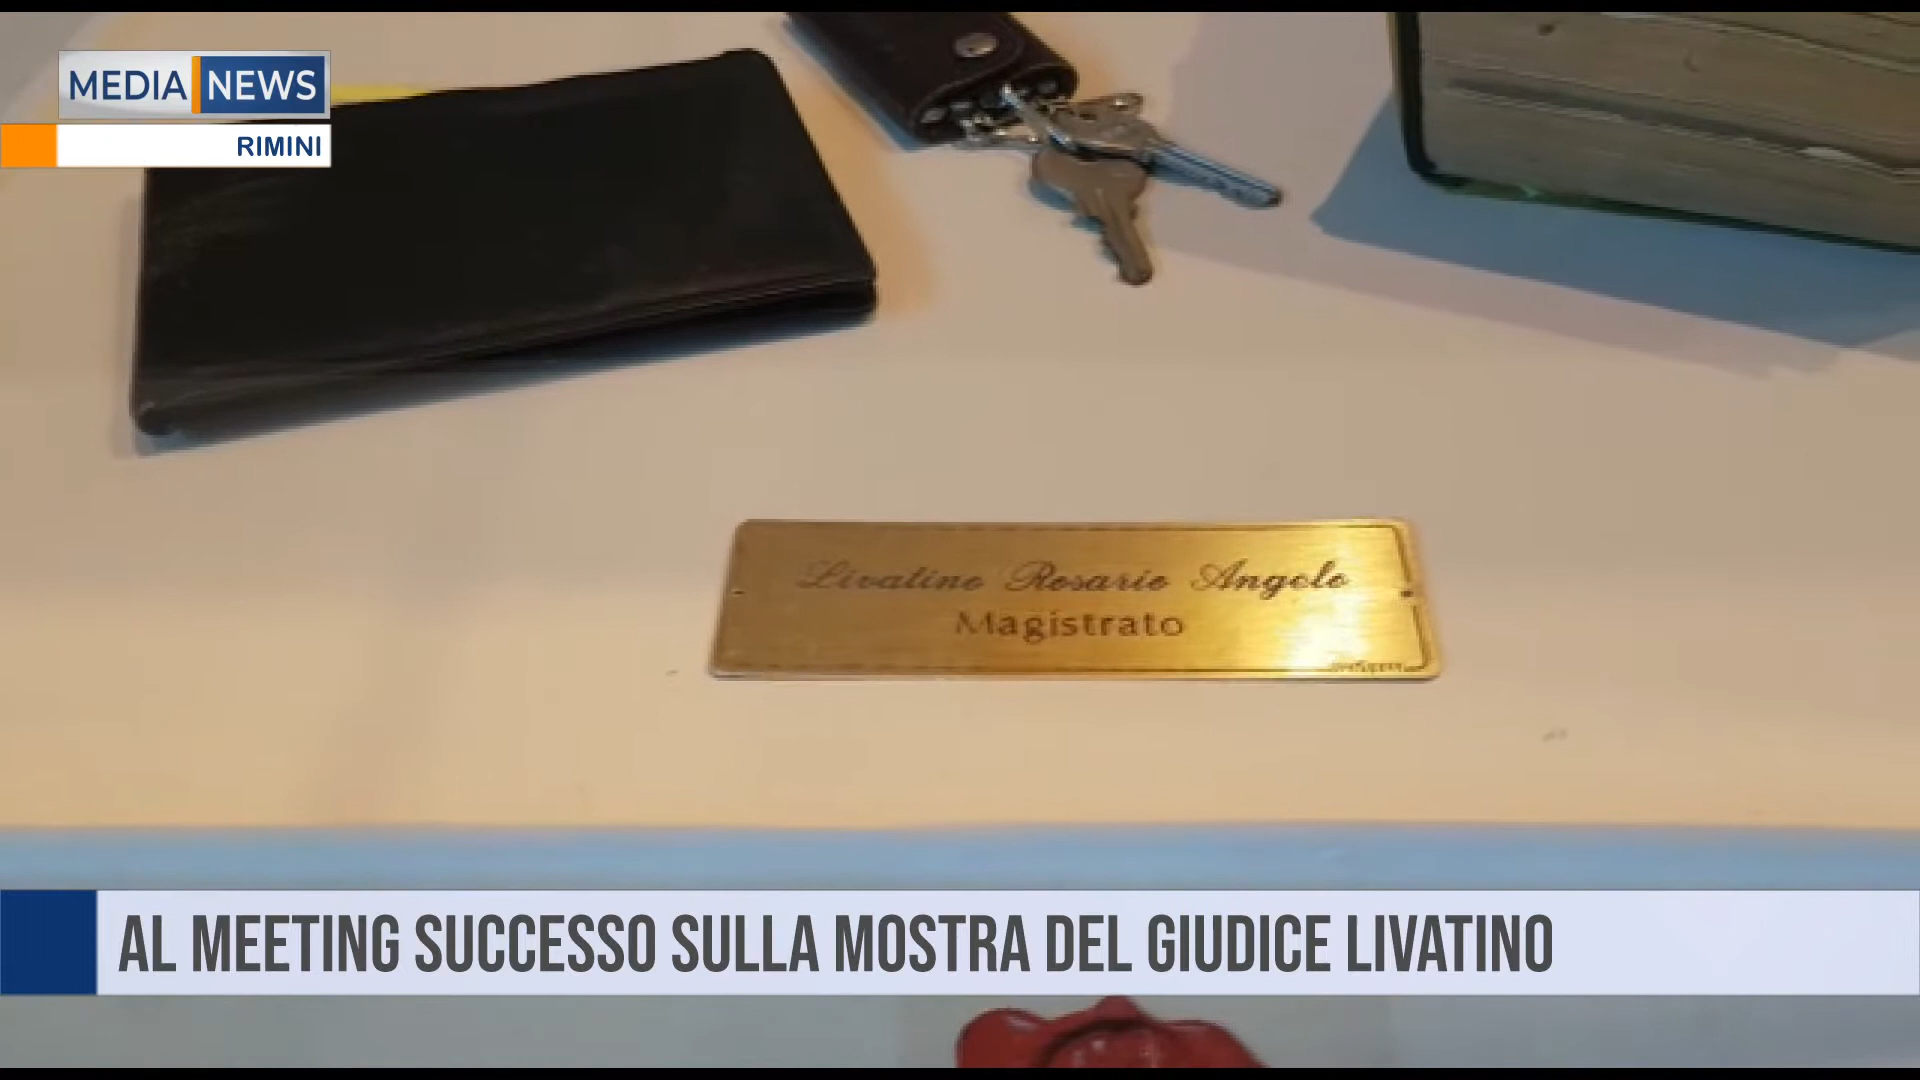 MEDIA NEWS
RIMINI
Livatino Rosario Angelo
Magistrato
AL MEETING SUCCESSO SULLA MOSTRA DEL GIUDICE LIVATINO